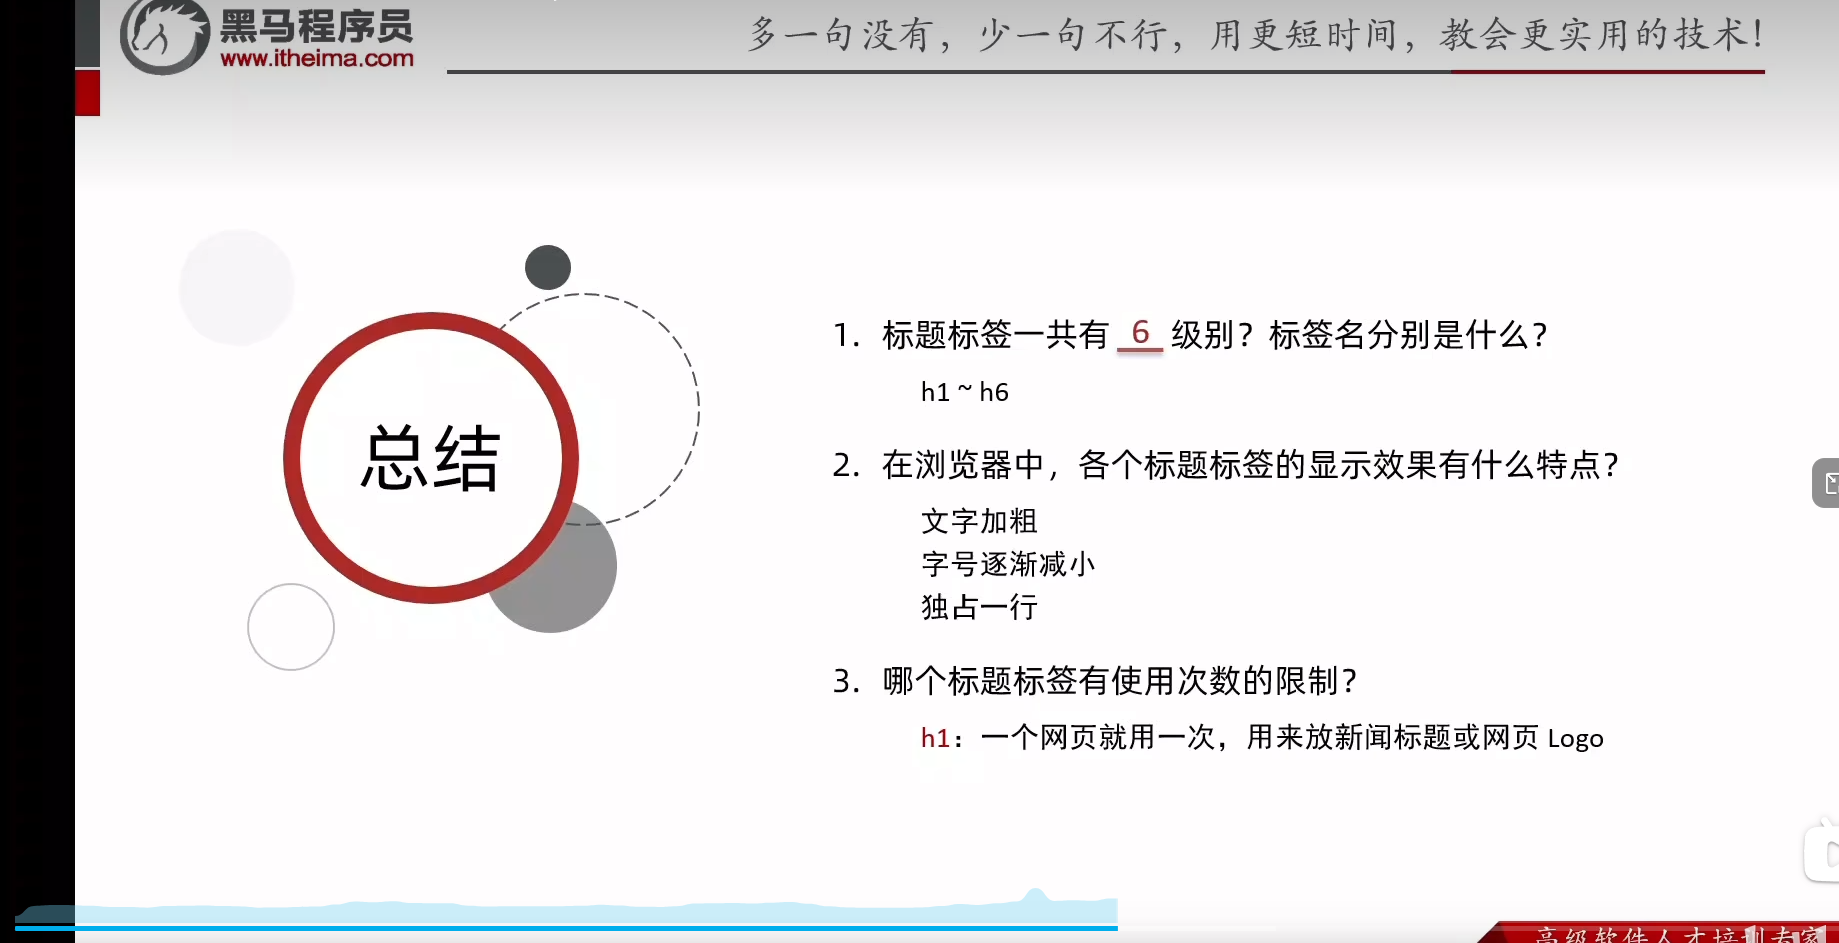 黑马程序员
www.itheima.com
多一句没有，少一句不行，用更短时间，教会更实用的技术！
总结
1. 标题标签一共有 6 级别？标签名分别是什么？
h1 ~ h6
2. 在浏览器中，各个标题标签的显示效果有什么特点？
文字加粗
字号逐渐减小
独占一行
3. 哪个标题标签有使用次数的限制？
h1：一个网页就用一次，用来放新闻标题或网页 Logo
高级软件人才培训专家